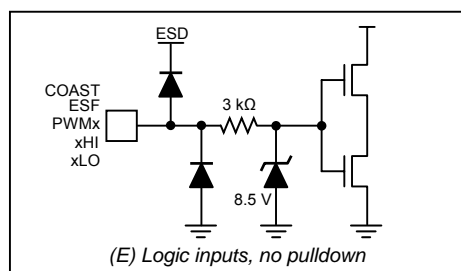 ESD
COAST
ESF
PWMx
xHI
xLO
3 kΩ
8.5 V
(E) Logic inputs, no pulldown